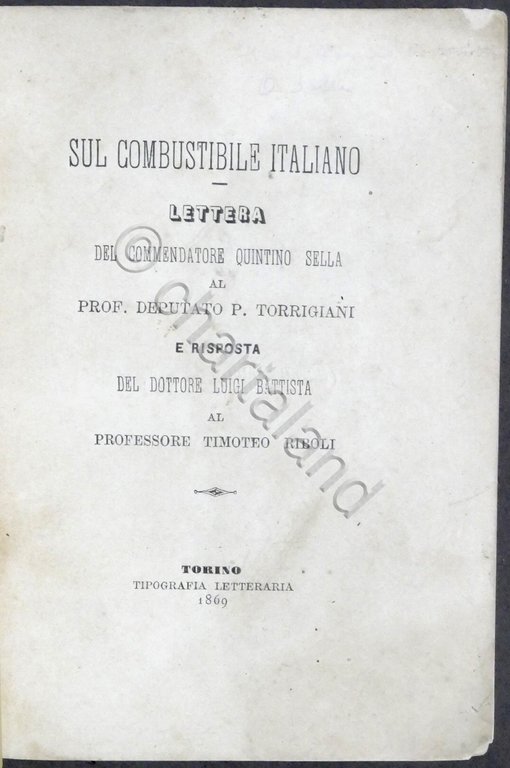 SUL COMBUSTIBILE ITALIANO
LETTERA
DEL COMMENDATORE QUINTINO SELLA
AL
PROF. DEPUTATO P. TORRIGIANI
E RISPOSTA
DEL DOTTORE LUIGI BATTISTA
AL
PROFESSORE TIMOTEO RIBOLI
TORINO
TIPOGRAFIA LETTERARIA
1869
© chartaland